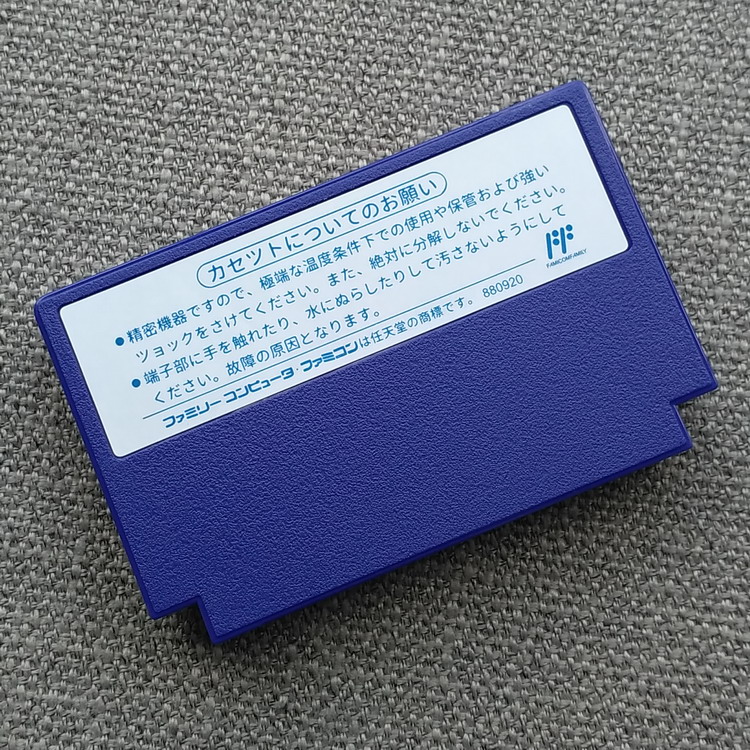 カセットについてのお願い
●精密機器ですので、極端な温度条件下での使用や保管および強い
ショックをさけてください。また、絶対に分解しないでください。
●端子部に手を触れたり、水にぬらしたりして汚さないようにして
ください。故障の原因となります。
ファミリーコンピュータ・ファミコンは任天堂の商標です。 880920
FF
FAMICOMFAMILY